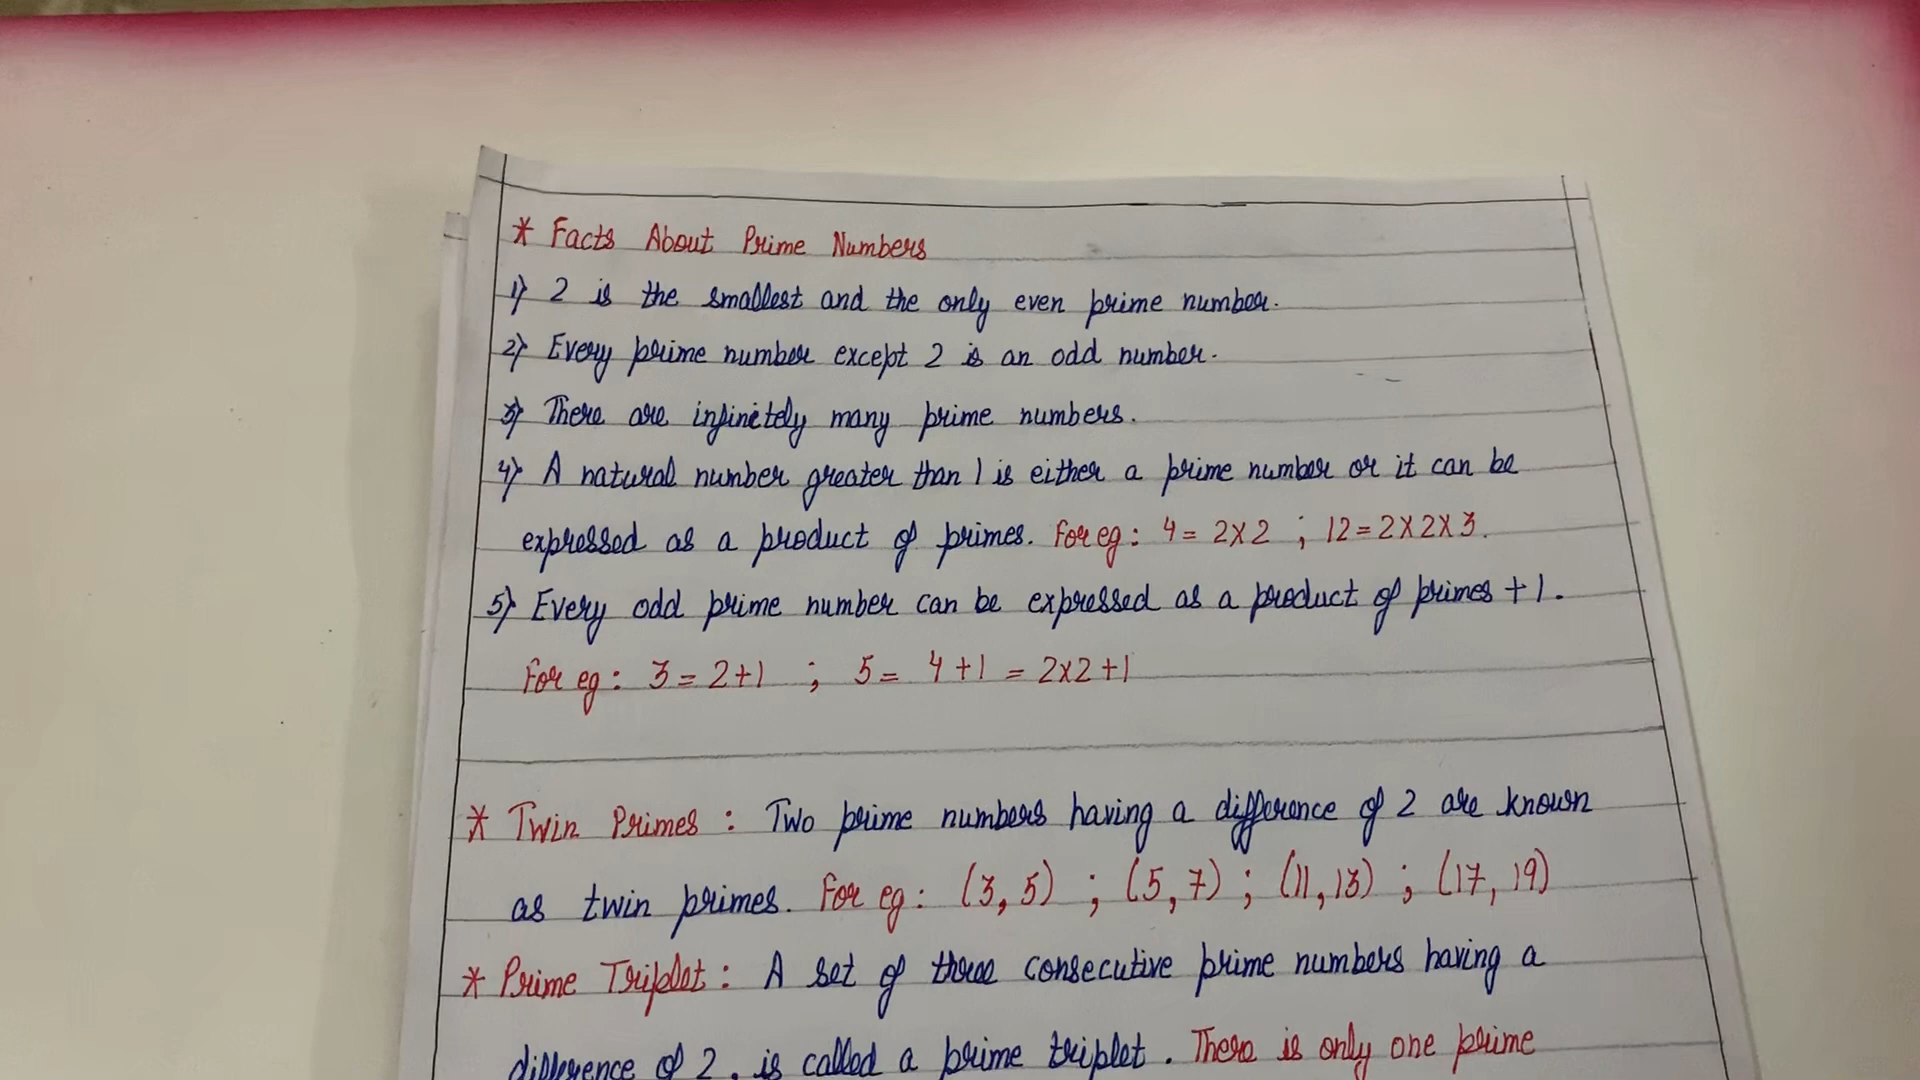 * Facts About Prime Numbers
1) 2 is the smallest and the only even prime number.
2) Every prime number except 2 is an odd number.
3) There are infinitely many prime numbers.
4) A natural number greater than 1 is either a prime number or it can be
expressed as a product of primes. For eg: 4 = 2×2 ; 12 = 2×2×3.
5) Every odd prime number can be expressed as a product of primes + 1.
For eg: 3 = 2+1 ; 5 = 4+1 = 2×2+1
* Twin Primes : Two prime numbers having a difference of 2 are known
as twin primes. For eg : (3, 5) ; (5, 7) ; (11, 13) ; (17, 19)
* Prime Triplet : A set of three consecutive prime numbers having a
difference of 2, is called a prime triplet. There is only one prime